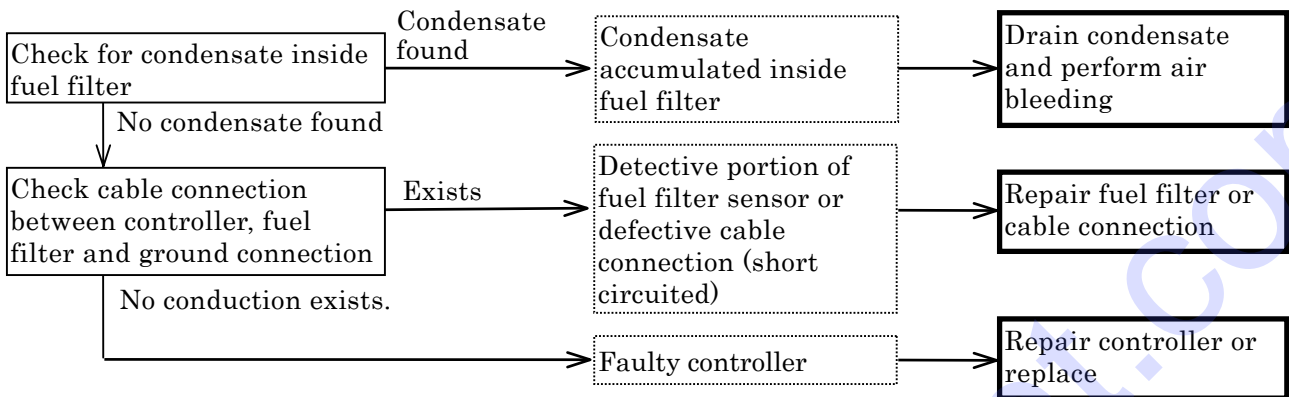 Condensate
found
Check for condensate inside
fuel filter
Condensate
accumulated inside
fuel filter
Drain condensate
and perform air
bleeding
No condensate found
Check cable connection
between controller, fuel
filter and ground connection
Exists
Detective portion of
fuel filter sensor or
defective cable
connection (short
circuited)
Repair fuel filter or
cable connection
No conduction exists.
Faulty controller
Repair controller or
replace